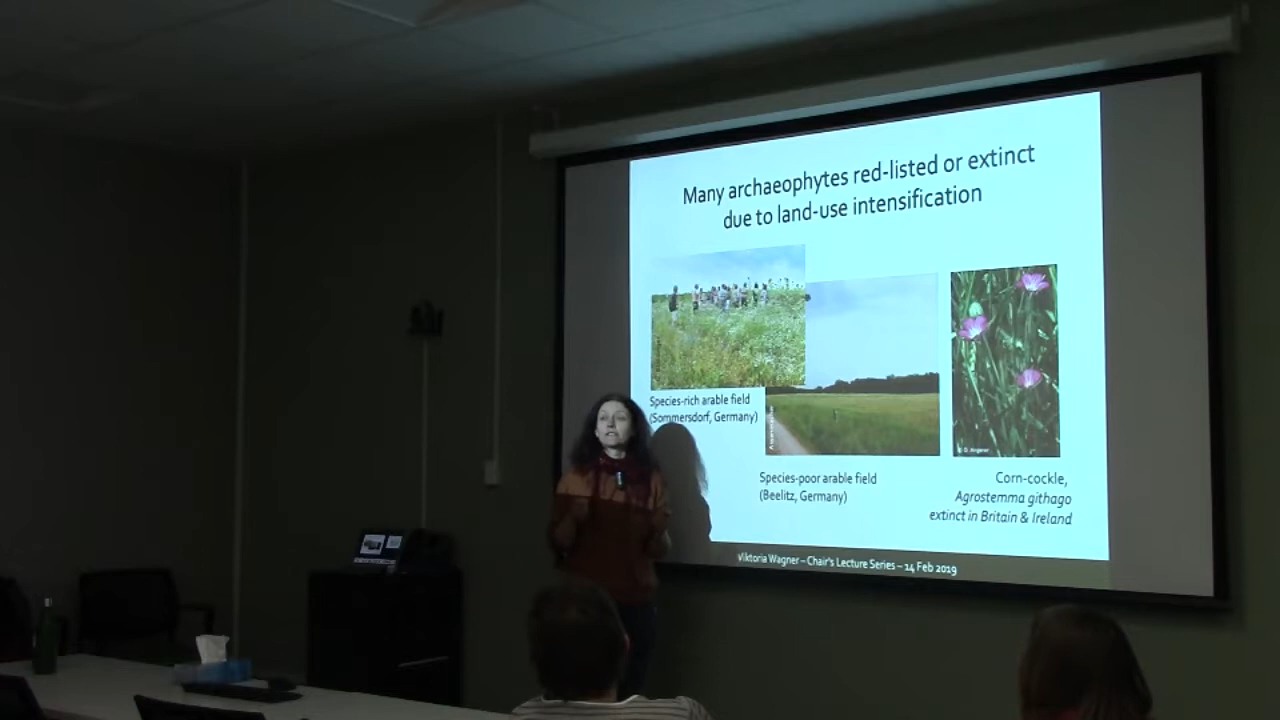 Many archaeophytes red-listed or extinct
due to land-use intensification
Species-rich arable field
(Sommersdorf, Germany)
Species-poor arable field
(Beelitz, Germany)
Corn-cockle,
Agrostemma githago
extinct in Britain & Ireland
Viktoria Wagner – Chair's Lecture Series – 14 Feb 2019